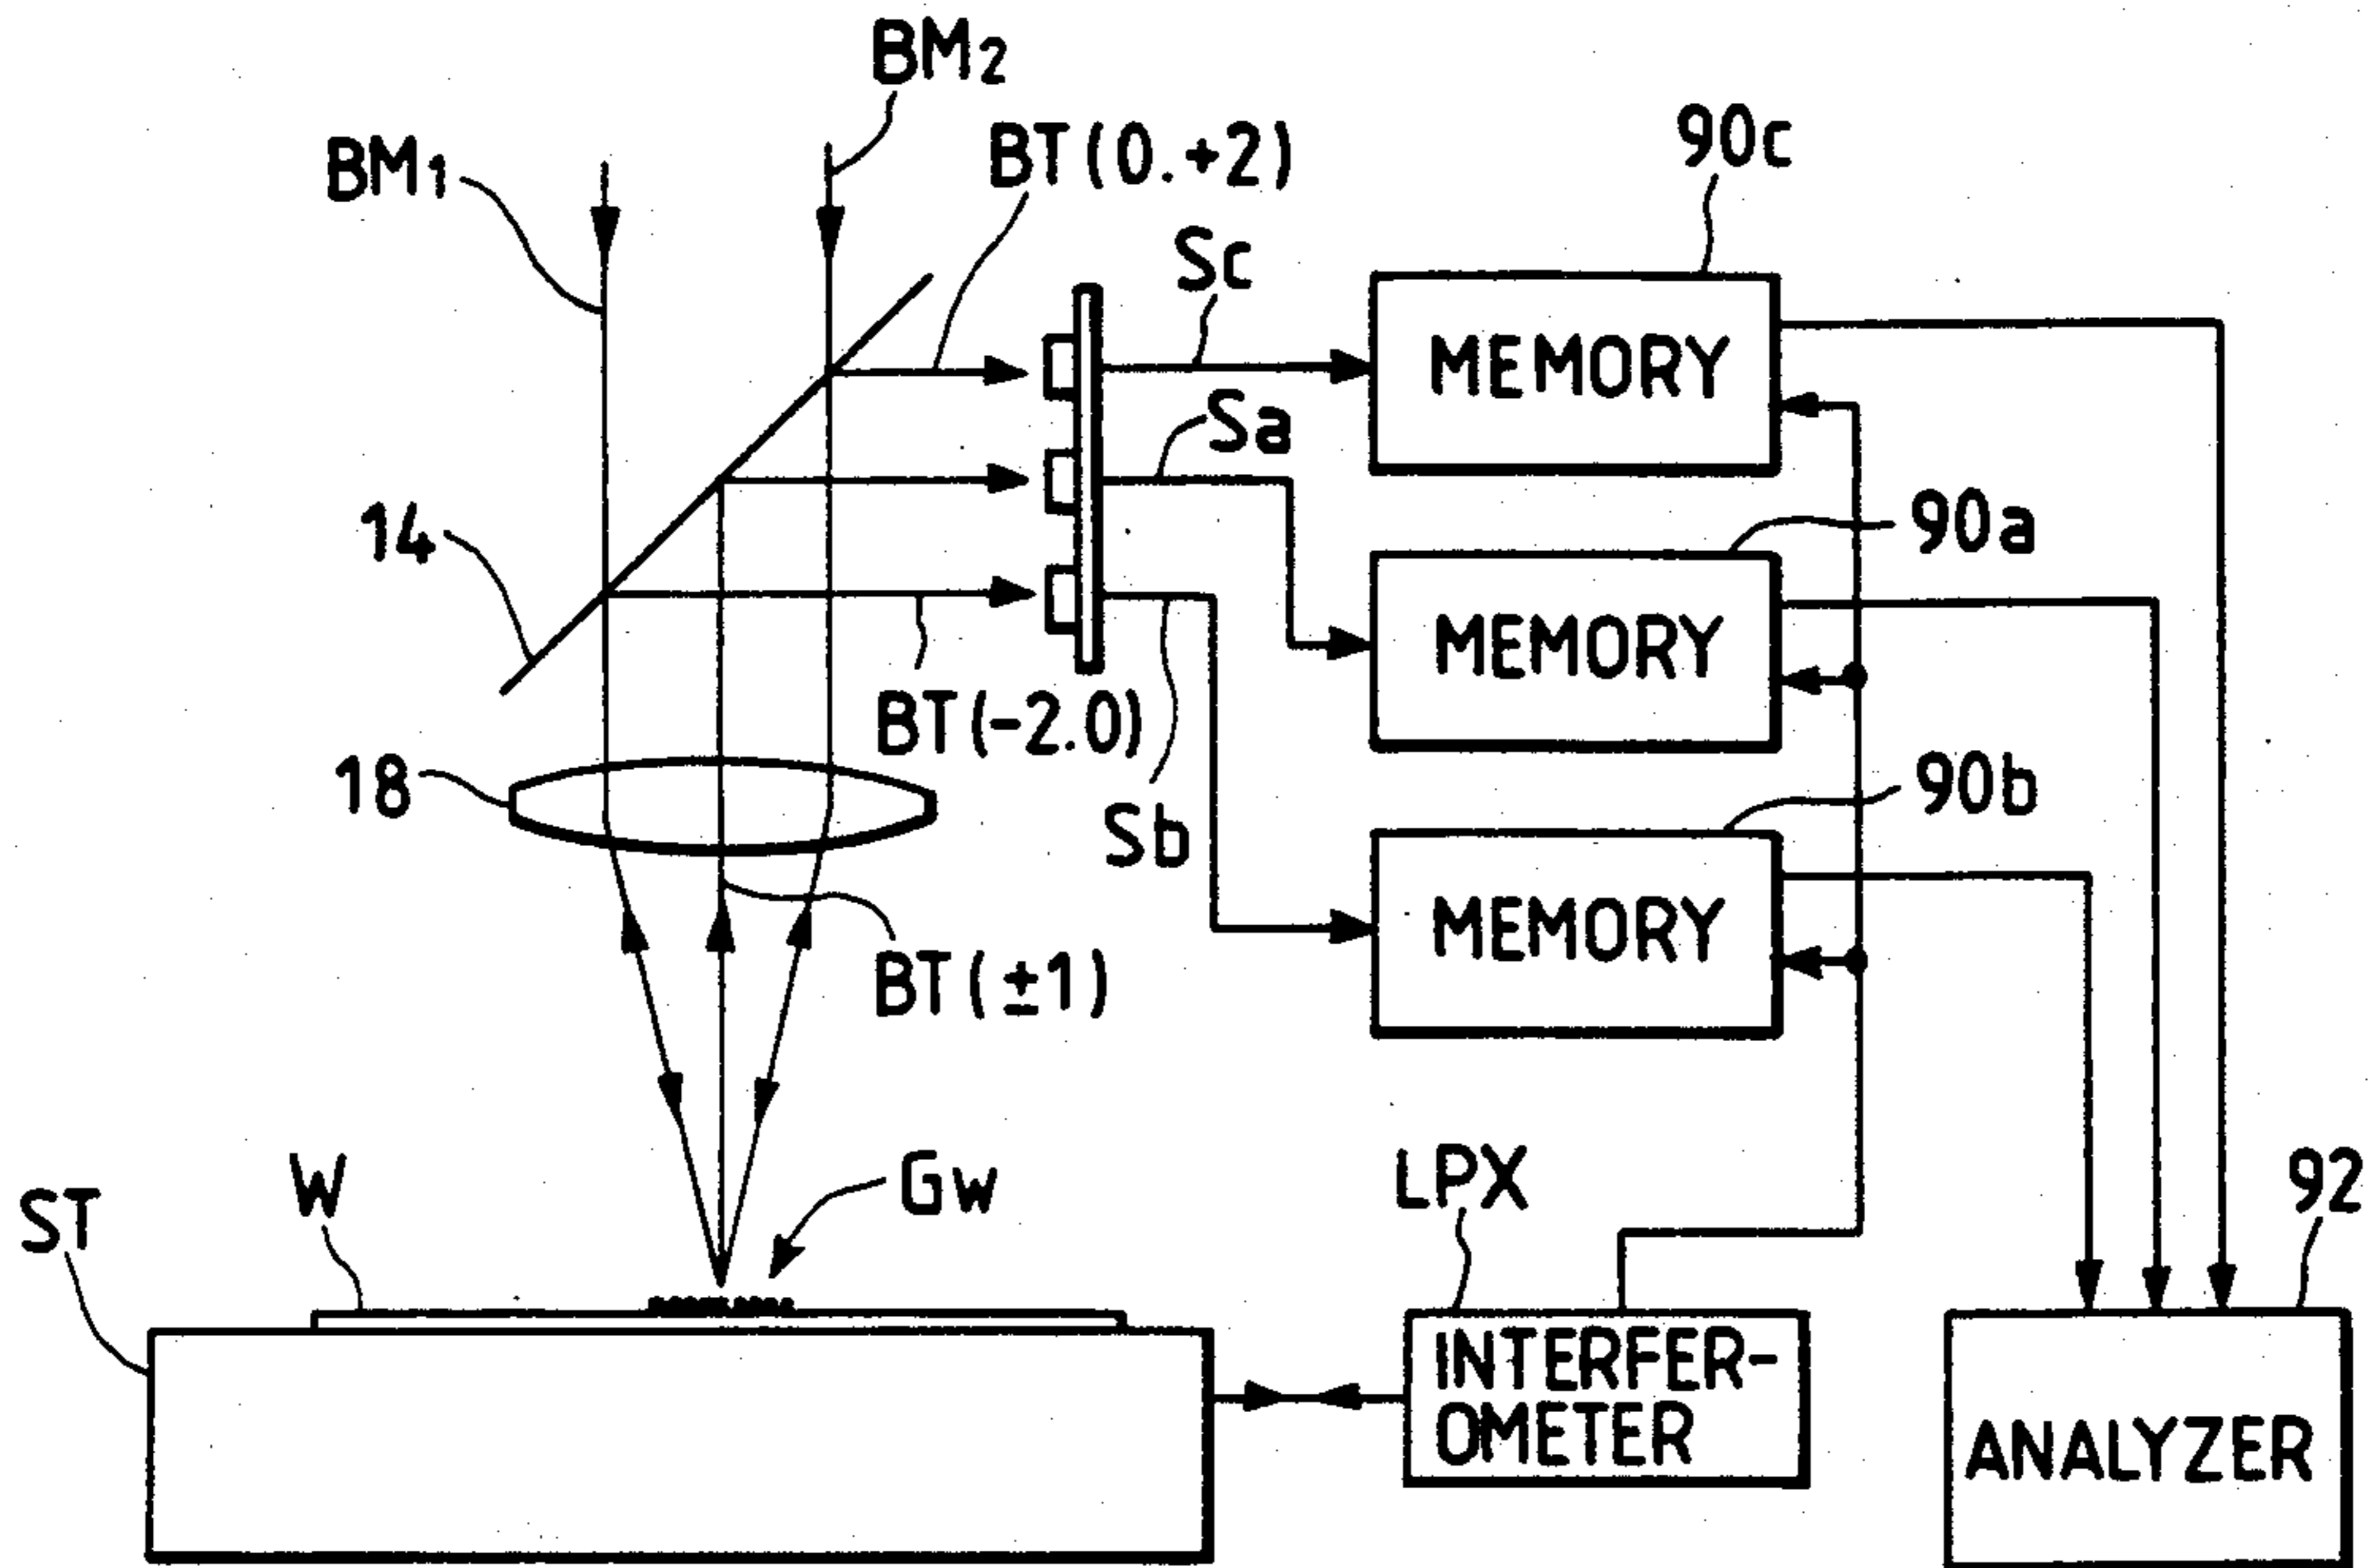 BM2
BM1
BT(0.+2)
90c
Sc
MEMORY
Sa
14
90a
MEMORY
BT(-2.0)
18
90b
Sb
MEMORY
BT(±1)
ST
W
Gw
LPX
92
INTERFER-
OMETER
ANALYZER